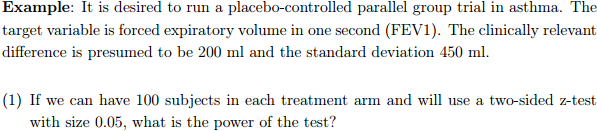 Example: It is desired to run a placebo-controlled parallel group trial in asthma. The
target variable is forced expiratory volume in one second (FEV1). The clinically relevant
difference is presumed to be 200 ml and the standard deviation 450 ml.
(1) If we can have 100 subjects in each treatment arm and will use a two-sided z-test
with size 0.05, what is the power of the test?